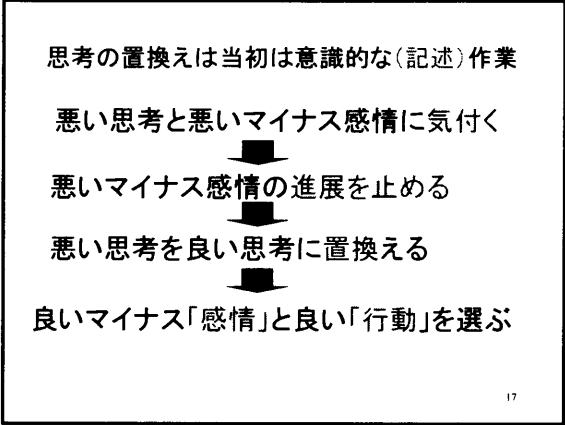 思考の置換えは当初は意識的な(記述)作業
悪い思考と悪いマイナス感情に気付く
悪いマイナス感情の進展を止める
悪い思考を良い思考に置換える
良いマイナス「感情」と良い「行動」を選ぶ
17